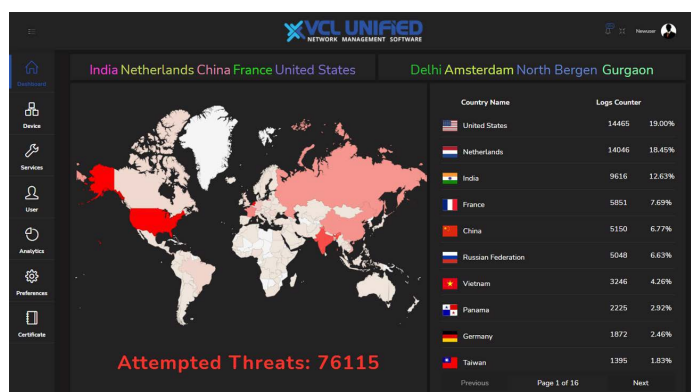 VCL UNIFIED
NETWORK MANAGEMENT SOFTWARE
Newuser
Dashboard
Device
Services
User
Analytics
Preferences
Certificate
India Netherlands China France United States
Delhi Amsterdam North Bergen Gurgaon
Attempted Threats: 76115
Country Name Logs Counter
United States 14465 19.00%
Netherlands 14046 18.45%
India 9616 12.63%
France 5851 7.69%
China 5150 6.77%
Russian Federation 5048 6.63%
Vietnam 3246 4.26%
Panama 2225 2.92%
Germany 1872 2.46%
Taiwan 1395 1.83%
Previous Page 1 of 16 Next